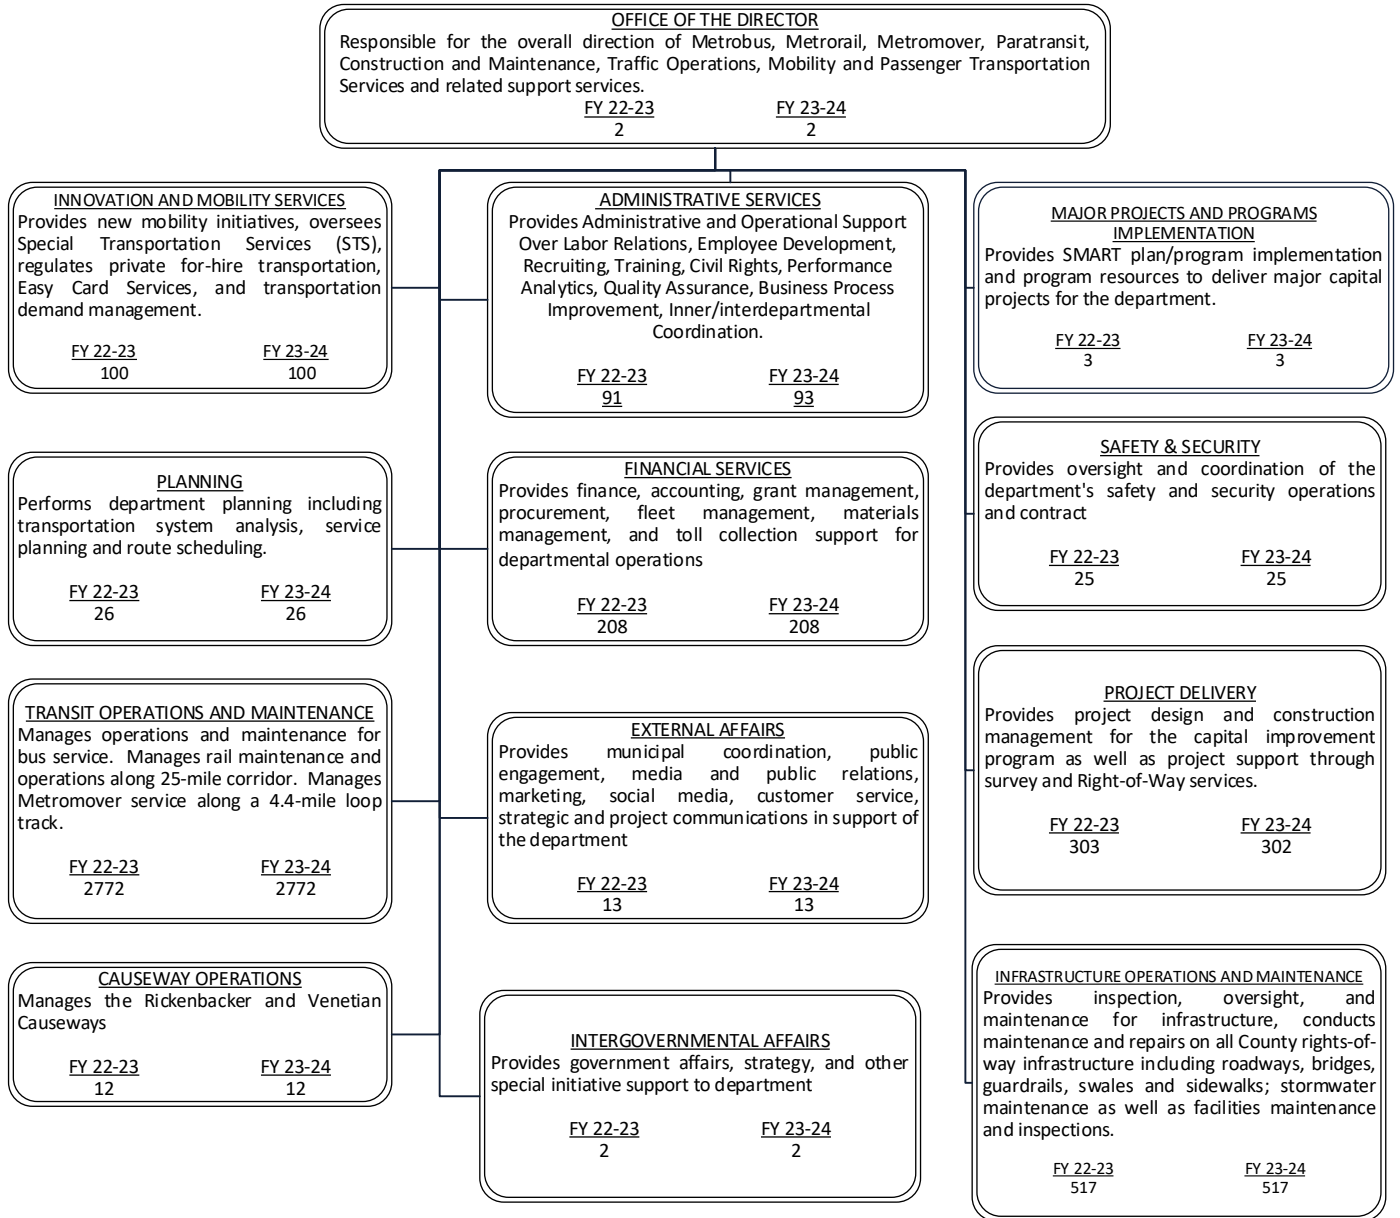 OFFICE OF THE DIRECTOR
Responsible for the overall direction of Metrobus, Metrorail, Metromover, Paratransit,
Construction and Maintenance, Traffic Operations, Mobility and Passenger Transportation
Services and related support services.
FY 22-23 FY 23-24
2 2
INNOVATION AND MOBILITY SERVICES
Provides new mobility initiatives, oversees
Special Transportation Services (STS),
regulates private for-hire transportation,
Easy Card Services, and transportation
demand management.
FY 22-23 FY 23-24
100 100
PLANNING
Performs department planning including
transportation system analysis, service
planning and route scheduling.
FY 22-23 FY 23-24
26 26
TRANSIT OPERATIONS AND MAINTENANCE
Manages operations and maintenance for
bus service. Manages rail maintenance and
operations along 25-mile corridor. Manages
Metromover service along a 4.4-mile loop
track.
FY 22-23 FY 23-24
2772 2772
CAUSEWAY OPERATIONS
Manages the Rickenbacker and Venetian
Causeways
FY 22-23 FY 23-24
12 12
ADMINISTRATIVE SERVICES
Provides Administrative and Operational Support
Over Labor Relations, Employee Development,
Recruiting, Training, Civil Rights, Performance
Analytics, Quality Assurance, Business Process
Improvement, Inner/interdepartmental
Coordination.
FY 22-23 FY 23-24
91 93
FINANCIAL SERVICES
Provides finance, accounting, grant management,
procurement, fleet management, materials
management, and toll collection support for
departmental operations
FY 22-23 FY 23-24
208 208
EXTERNAL AFFAIRS
Provides municipal coordination, public
engagement, media and public relations,
marketing, social media, customer service,
strategic and project communications in support of
the department
FY 22-23 FY 23-24
13 13
INTERGOVERNMENTAL AFFAIRS
Provides government affairs, strategy, and other
special initiative support to department
FY 22-23 FY 23-24
2 2
MAJOR PROJECTS AND PROGRAMS
IMPLEMENTATION
Provides SMART plan/program implementation
and program resources to deliver major capital
projects for the department.
FY 22-23 FY 23-24
3 3
SAFETY & SECURITY
Provides oversight and coordination of the
department's safety and security operations
and contract
FY 22-23 FY 23-24
25 25
PROJECT DELIVERY
Provides project design and construction
management for the capital improvement
program as well as project support through
survey and Right-of-Way services.
FY 22-23 FY 23-24
303 302
INFRASTRUCTURE OPERATIONS AND MAINTENANCE
Provides inspection, oversight, and
maintenance for infrastructure, conducts
maintenance and repairs on all County rights-of-
way infrastructure including roadways, bridges,
guardrails, swales and sidewalks; stormwater
maintenance as well as facilities maintenance
and inspections.
FY 22-23 FY 23-24
517 517